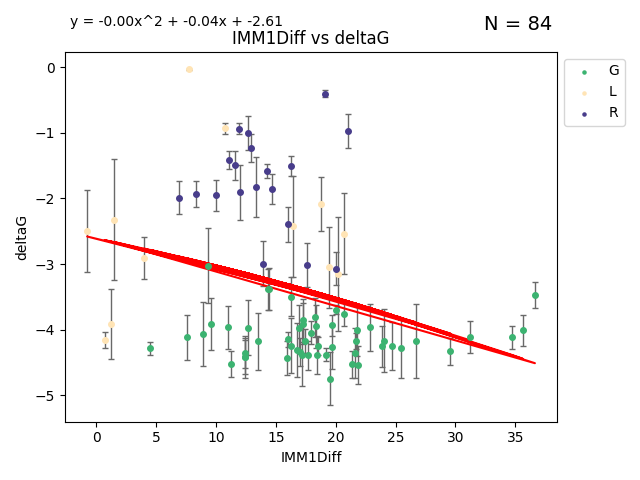 y = -0.00x^2 + -0.04x + -2.61
N = 84
IMM1Diff vs deltaG
G
L
R
deltaG
0
−1
−2
−3
−4
−5
0 5 10 15 20 25 30 35
IMM1Diff